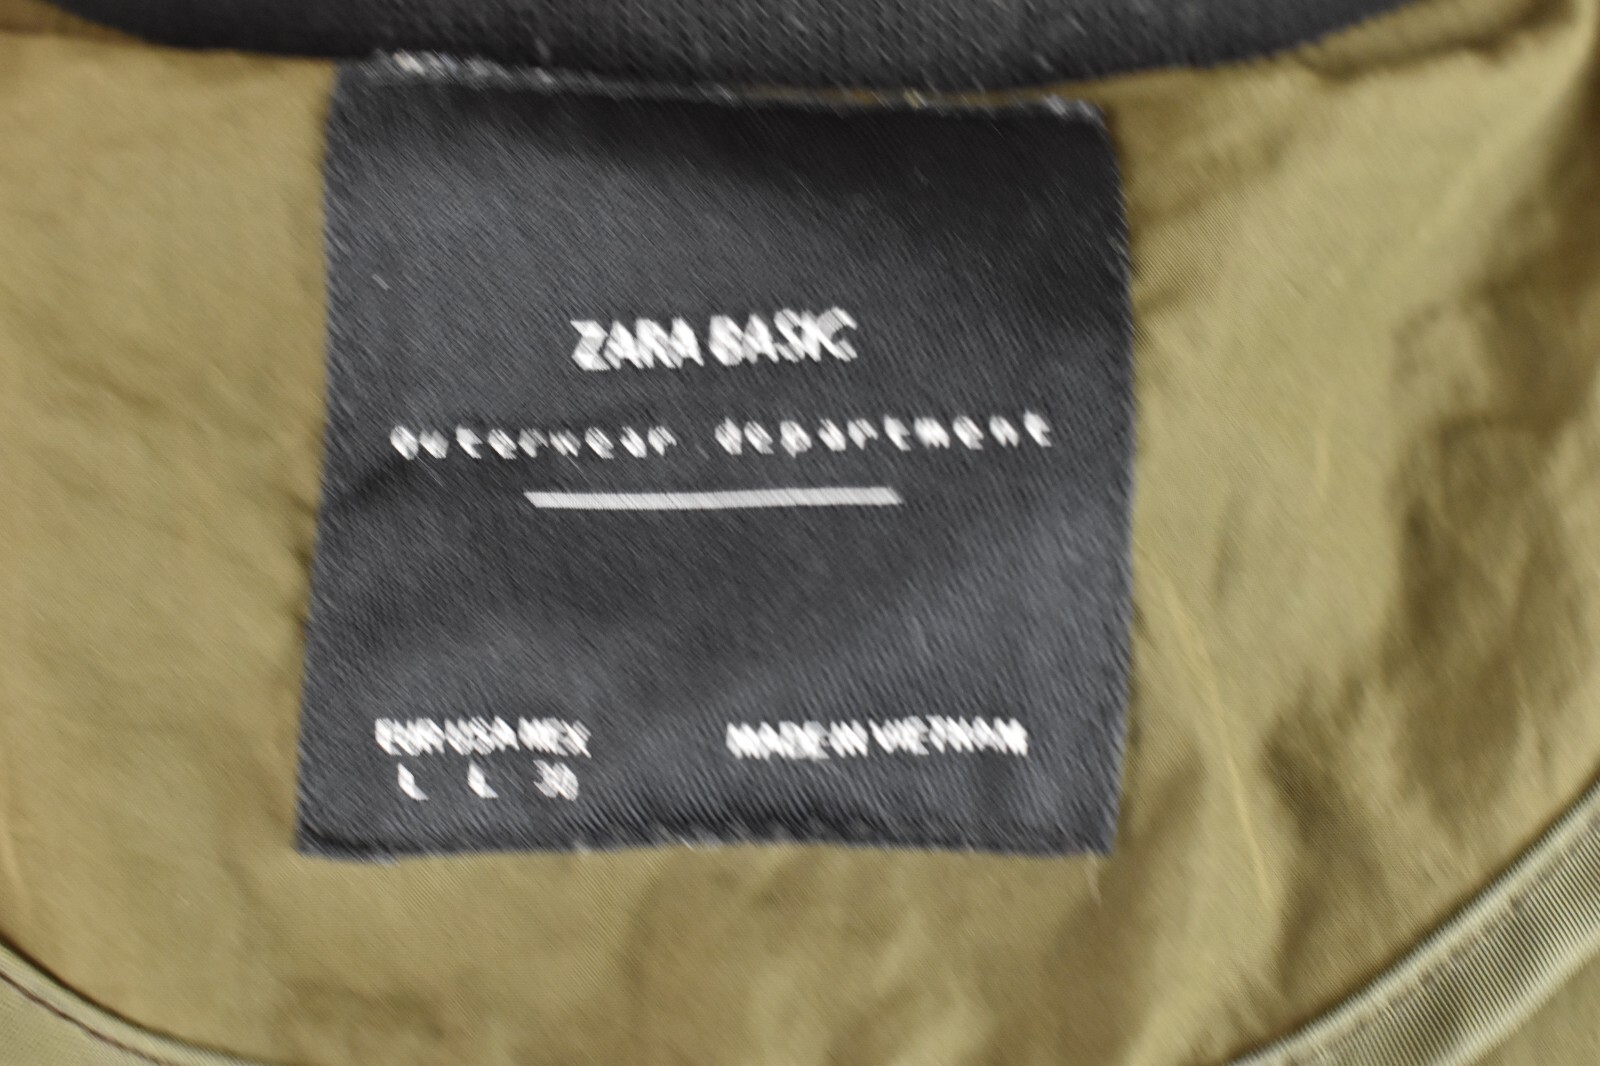 ZARA BASIC
outerwear department
EUR USA MEX
L L 30
MADE IN VIETNAM